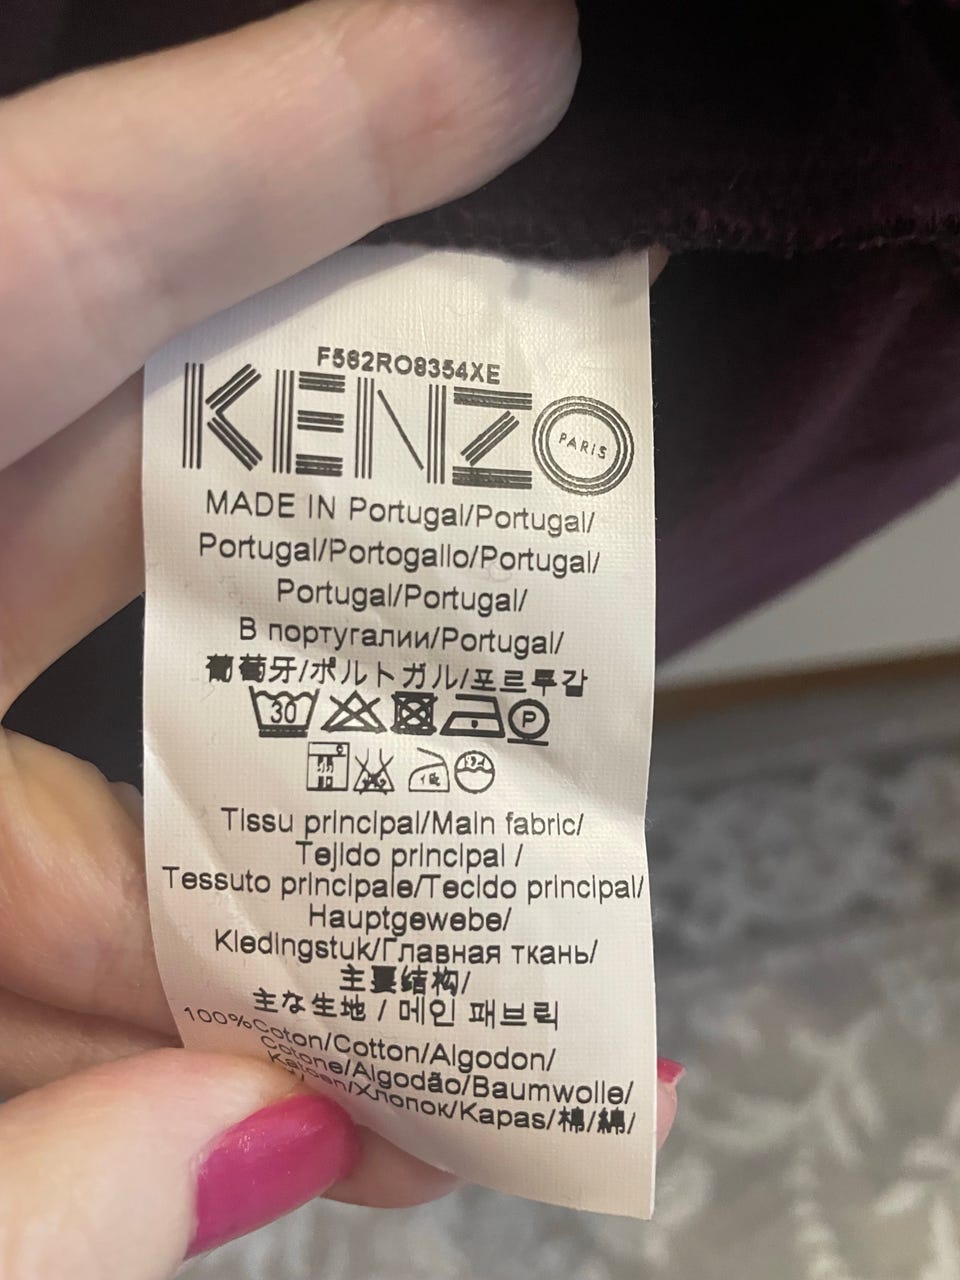 F562RO8354XE
KENZO
PARIS
MADE IN Portugal/Portugal/
Portugal/Portogallo/Portugal/
Portugal/Portugal/
В португалии/Portugal/
葡萄牙/ポルトガル/포르투갈
30
P
Tissu principal/Main fabric/
Tejido principal /
Tessuto principale/Tecido principal/
Hauptgewebe/
Kledingstuk/Главная ткань/
主要结构/
主な生地 / 메인 패브릭
100%Coton/Cotton/Algodon/
Cotone/Algodão/Baumwolle/
Katoen/Хлопок/Kapas/棉/綿/